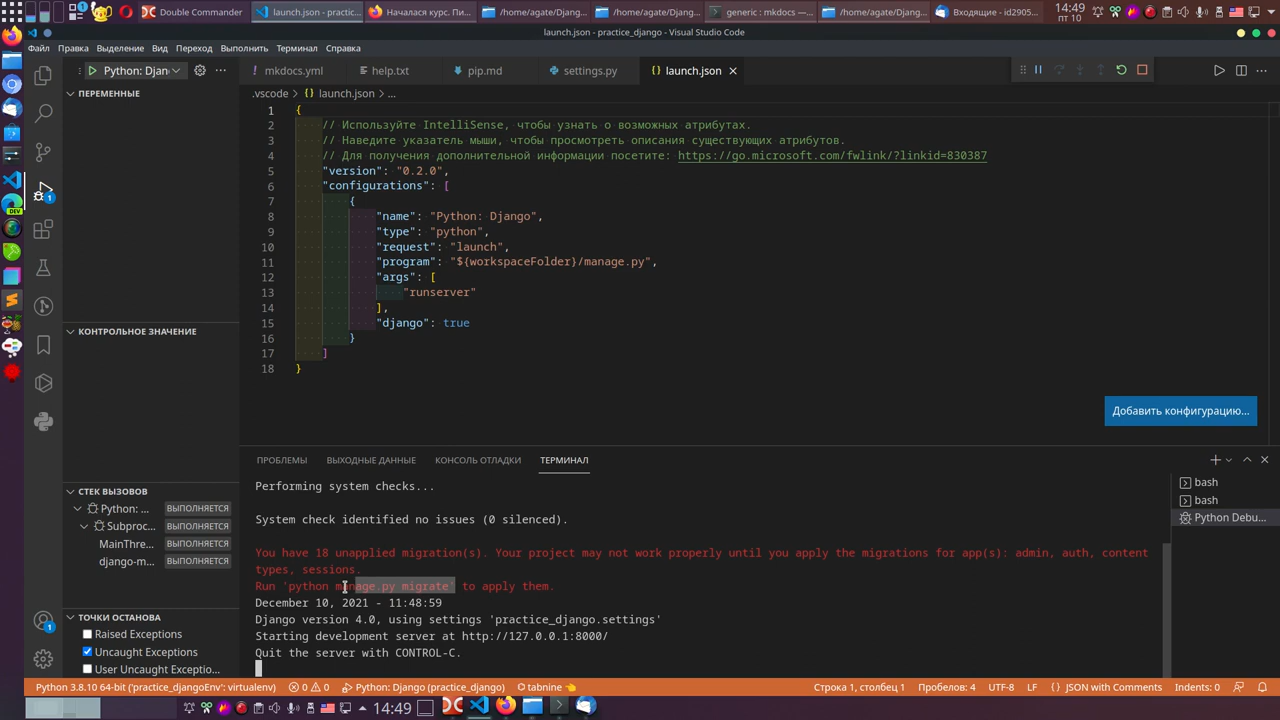 Double Commander
launch.json - practic...
Началася курс. Пи...
/home/agate/Djang...
/home/agate/Djang...
generic : mkdocs —...
/home/agate/Djang...
Входящие - id2905...
14:49
пт 10
launch.json - practice_django - Visual Studio Code
Файл Правка Выделение Вид Переход Выполнить Терминал Справка
Python: Djan
mkdocs.yml
help.txt
pip.md
settings.py
launch.json
.vscode > launch.json > ...
ПЕРЕМЕННЫЕ
КОНТРОЛЬНОЕ ЗНАЧЕНИЕ
СТЕК ВЫЗОВОВ
Python: ... ВЫПОЛНЯЕТСЯ
Subproc... ВЫПОЛНЯЕТСЯ
MainThre... ВЫПОЛНЯЕТСЯ
django-m... ВЫПОЛНЯЕТСЯ
ТОЧКИ ОСТАНОВА
Raised Exceptions
Uncaught Exceptions
User Uncaught Exceptio...
DEV
1
1
1 {
2 // Используйте IntelliSense, чтобы узнать о возможных атрибутах.
3 // Наведите указатель мыши, чтобы просмотреть описания существующих атрибутов.
4 // Для получения дополнительной информации посетите: https://go.microsoft.com/fwlink/?linkid=830387
5 "version": "0.2.0",
6 "configurations": [
7 {
8 "name": "Python: Django",
9 "type": "python",
10 "request": "launch",
11 "program": "${workspaceFolder}/manage.py",
12 "args": [
13 "runserver"
14 ],
15 "django": true
16 }
17 ]
18 }
Добавить конфигурацию...
ПРОБЛЕМЫ ВЫХОДНЫЕ ДАННЫЕ КОНСОЛЬ ОТЛАДКИ ТЕРМИНАЛ
Performing system checks...
System check identified no issues (0 silenced).
You have 18 unapplied migration(s). Your project may not work properly until you apply the migrations for app(s): admin, auth, content
types, sessions.
Run 'python manage.py migrate' to apply them.
December 10, 2021 - 11:48:59
Django version 4.0, using settings 'practice_django.settings'
Starting development server at http://127.0.0.1:8000/
Quit the server with CONTROL-C.
bash
bash
Python Debu...
Python 3.8.10 64-bit ('practice_djangoEnv': virtualenv) 0 0 Python: Django (practice_django) tabnine Строка 1, столбец 1 Пробелов: 4 UTF-8 LF {} JSON with Comments Indents: 0
14:49